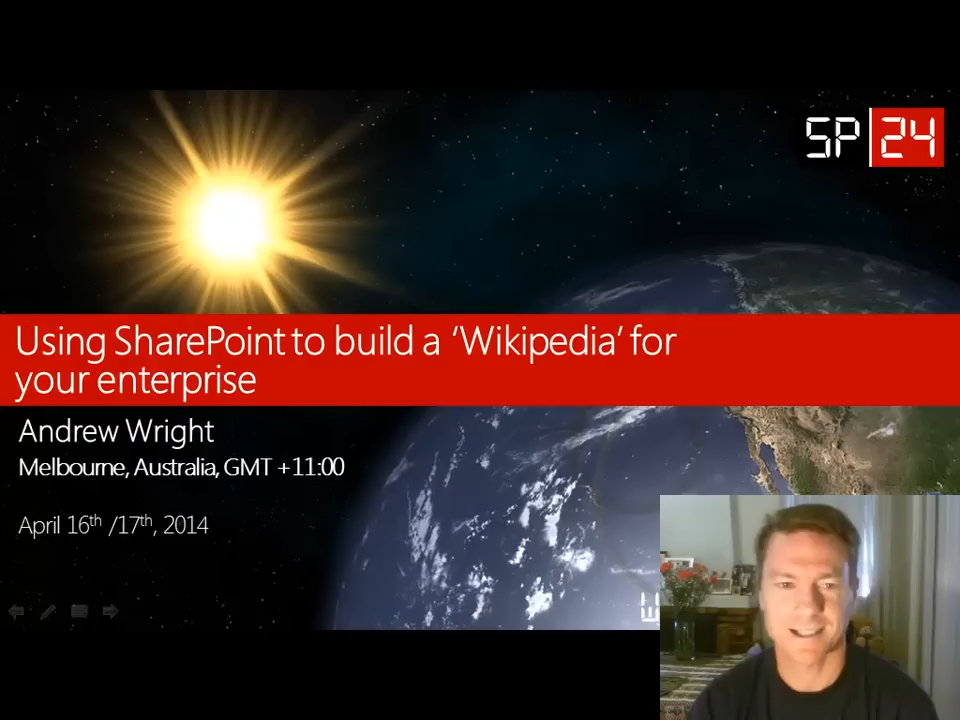 SP|24
Using SharePoint to build a ‘Wikipedia’ for
your enterprise
Andrew Wright
Melbourne, Australia, GMT +11:00
April 16th /17th, 2014